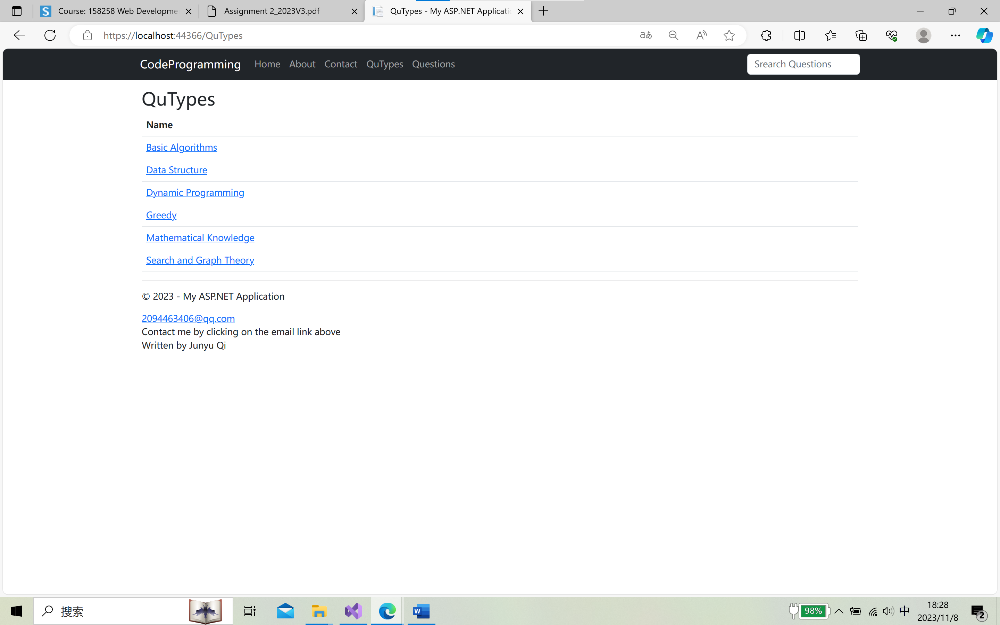 Course: 158258 Web Developme
Assignment 2_2023V3.pdf
QuTypes - My ASP.NET Applicatio
https://localhost:44366/QuTypes
CodeProgramming
Home
About
Contact
QuTypes
Questions
Srearch Questions
QuTypes
Name
Basic Algorithms
Data Structure
Dynamic Programming
Greedy
Mathematical Knowledge
Search and Graph Theory
© 2023 - My ASP.NET Application
2094463406@qq.com
Contact me by clicking on the email link above
Written by Junyu Qi
搜索
98%
中
18:28
2023/11/8
2